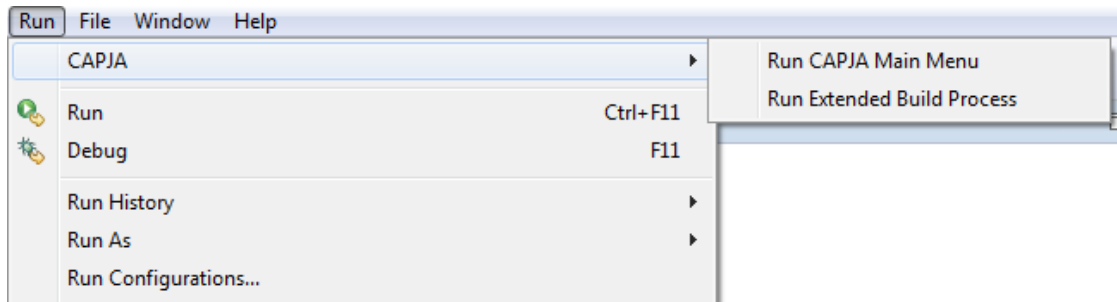 Run File Window Help
CAPJA
Run CAPJA Main Menu
Run Extended Build Process
Run Ctrl+F11
Debug F11
Run History
Run As
Run Configurations...